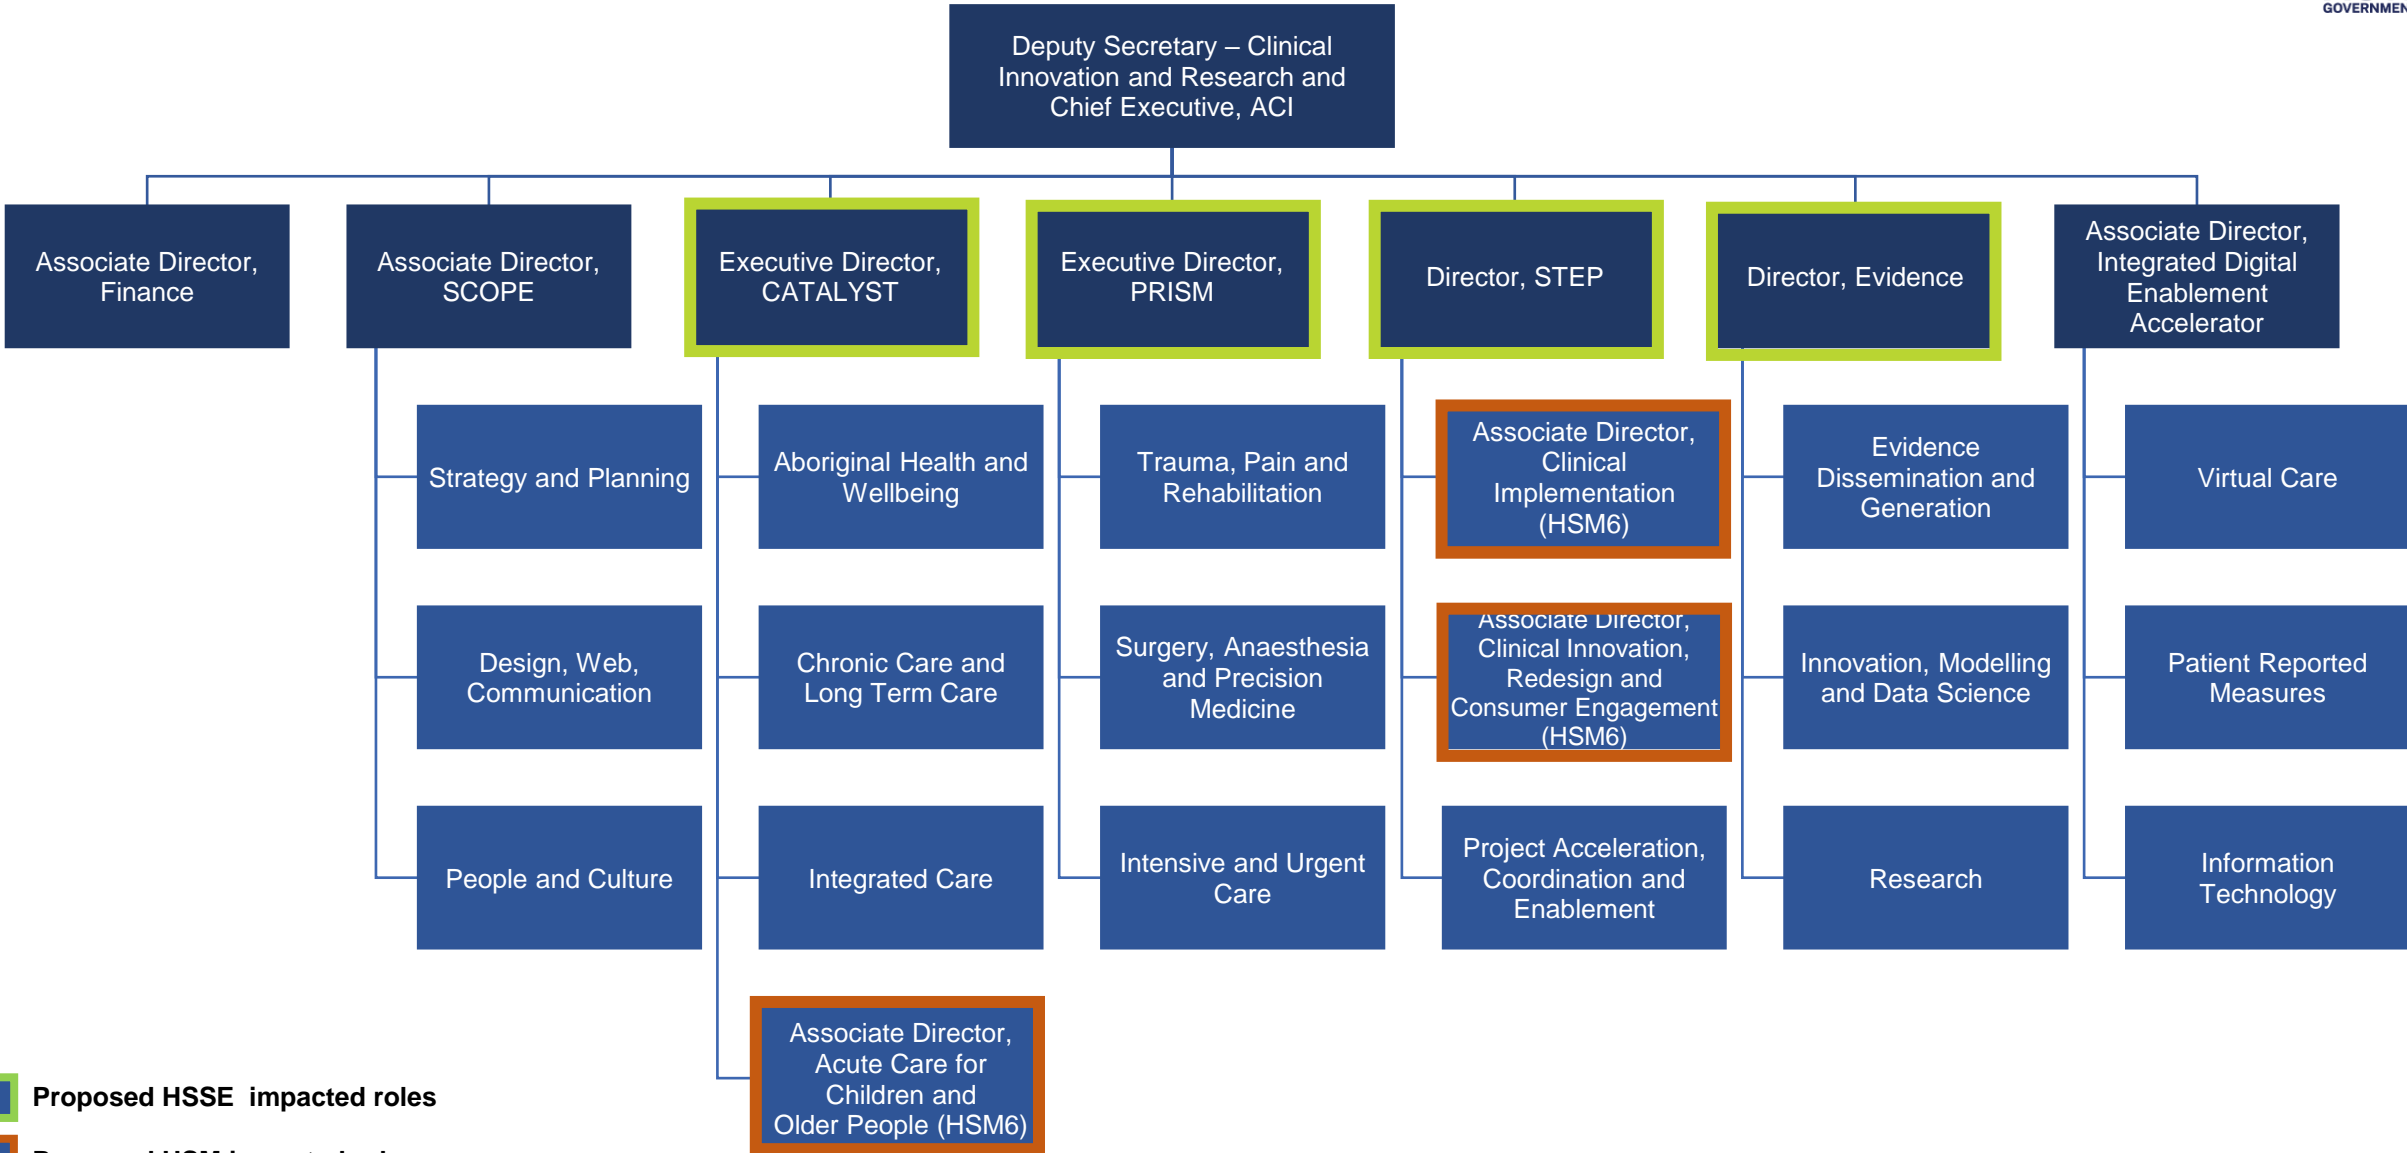 GOVERNMEN
Deputy Secretary – Clinical
Innovation and Research and
Chief Executive, ACI
Associate Director,
Finance
Associate Director,
SCOPE
Executive Director,
CATALYST
Executive Director,
PRISM
Director, STEP
Director, Evidence
Associate Director,
Integrated Digital
Enablement
Accelerator
Strategy and Planning
Aboriginal Health and
Wellbeing
Trauma, Pain and
Rehabilitation
Associate Director,
Clinical
Implementation
(HSM6)
Evidence
Dissemination and
Generation
Virtual Care
Design, Web,
Communication
Chronic Care and
Long Term Care
Surgery, Anaesthesia
and Precision
Medicine
Associate Director,
Clinical Innovation,
Redesign and
Consumer Engagement
(HSM6)
Innovation, Modelling
and Data Science
Patient Reported
Measures
People and Culture
Integrated Care
Intensive and Urgent
Care
Project Acceleration,
Coordination and
Enablement
Research
Information
Technology
Associate Director,
Acute Care for
Children and
Older People (HSM6)
Proposed HSSE impacted roles